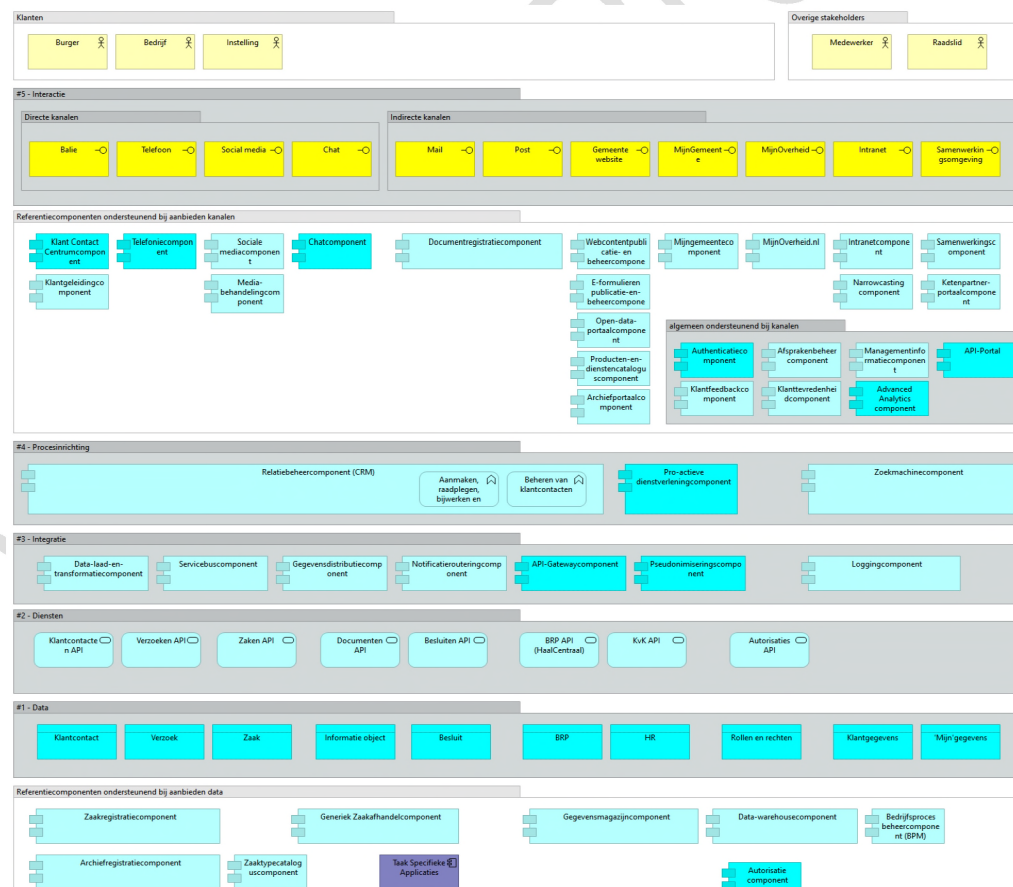 Klanten
Overige stakeholders
Burger
Bedrijf
Instelling
Medewerker
Raadslid
#5 - Interactie
Directe kanalen
Indirecte kanalen
Balie
Telefoon
Social media
Chat
Mail
Post
Gemeente
website
MijnGemeent
e
MijnOverheid
Intranet
Samenwerkin
gsomgeving
Referentiecomponenten ondersteunend bij aanbieden kanalen
Klant Contact
Centrumcompon
ent
Telefoniecompon
ent
Sociale
mediacomponen
t
Chatcomponent
Documentregistratiecomponent
Webcontentpubli
catie- en
beheercompone
Mijngemeenteco
mponent
MijnOverheid.nl
Intranetcompone
nt
Samenwerkingsc
omponent
Klantgeleidingco
mponent
Media-
behandelingcom
ponent
E-formulieren
publicatie-en-
beheercompone
Narrowcasting
component
Ketenpartner-
portaalcompone
nt
Open-data-
portaalcompone
nt
algemeen ondersteunend bij kanalen
Producten-en-
dienstencatalogu
scomponent
Authenticatieco
mponent
Afsprakenbeheer
component
Managementinfo
rmatiecomponen
t
API-Portal
Archiefportaalco
mponent
Klantfeedbackco
mponent
Klanttevredenhei
dcomponent
Advanced
Analytics
component
#4 - Procesinrichting
Relatiebeheercomponent (CRM)
Aanmaken,
raadplegen,
bijwerken en
Beheren van
klantcontacten
Pro-actieve
dienstverleningcomponent
Zoekmachinecomponent
#3 - Integratie
Data-laad-en-
transformatiecomponent
Servicebuscomponent
Gegevensdistributiecomp
onent
Notificatierouteringcomp
onent
API-Gatewaycomponent
Pseudonimiseringscompo
nent
Loggingcomponent
#2 - Diensten
Klantcontacte
n API
Verzoeken API
Zaken API
Documenten
API
Besluiten API
BRP API
(HaalCentraal)
KvK API
Autorisaties
API
#1 - Data
Klantcontact
Verzoek
Zaak
Informatie object
Besluit
BRP
HR
Rollen en rechten
Klantgegevens
'Mijn'gegevens
Referentiecomponenten ondersteunend bij aanbieden data
Zaakregistratiecomponent
Generiek Zaakafhandelcomponent
Gegevensmagazijncomponent
Data-warehousecomponent
Bedrijfsproces
beheercompone
nt (BPM)
Archiefregistratiecomponent
Zaaktypecatalog
uscomponent
Taak Specifieke
Applicaties
Autorisatie
component